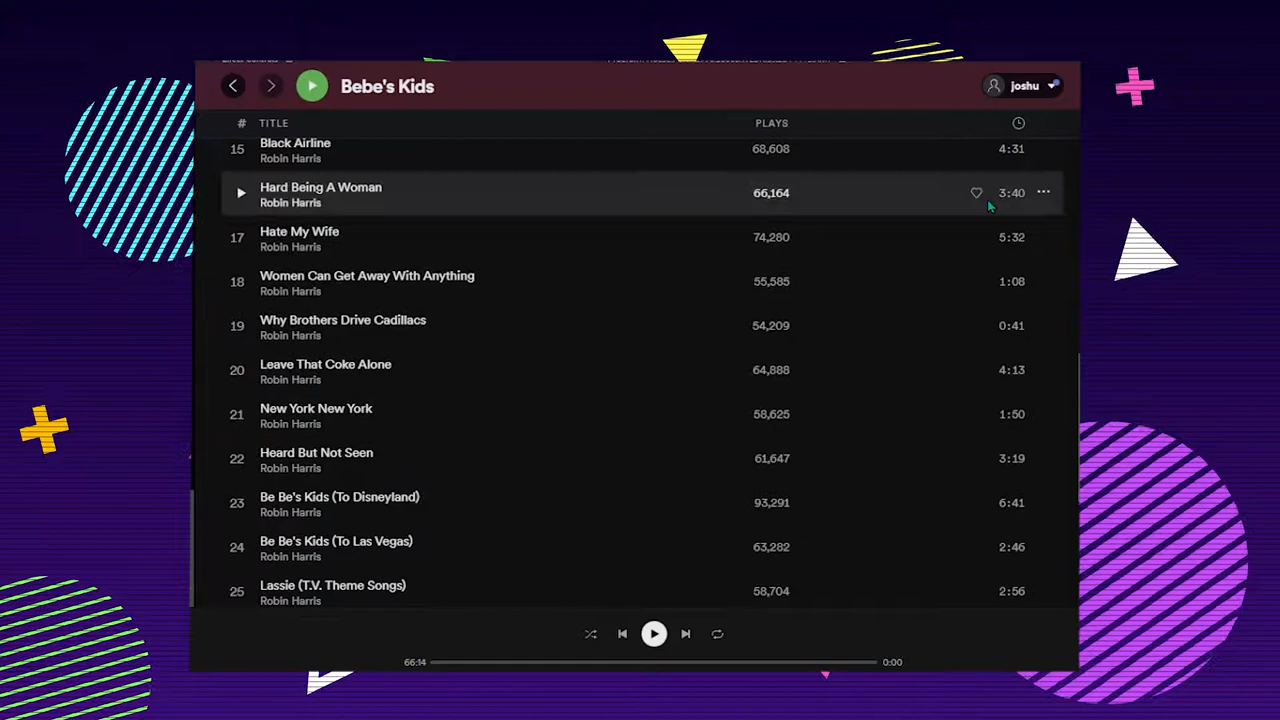 Bebe's Kids
joshu
# TITLE PLAYS
15 Black Airline 68,608 4:31
Robin Harris
Hard Being A Woman 66,164 3:40
Robin Harris
17 Hate My Wife 74,280 5:32
Robin Harris
18 Women Can Get Away With Anything 55,585 1:08
Robin Harris
19 Why Brothers Drive Cadillacs 54,209 0:41
Robin Harris
20 Leave That Coke Alone 64,888 4:13
Robin Harris
21 New York New York 58,625 1:50
Robin Harris
22 Heard But Not Seen 61,647 3:19
Robin Harris
23 Be Be's Kids (To Disneyland) 93,291 6:41
Robin Harris
24 Be Be's Kids (To Las Vegas) 63,282 2:46
Robin Harris
25 Lassie (T.V. Theme Songs) 58,704 2:56
Robin Harris
66:14 0:00